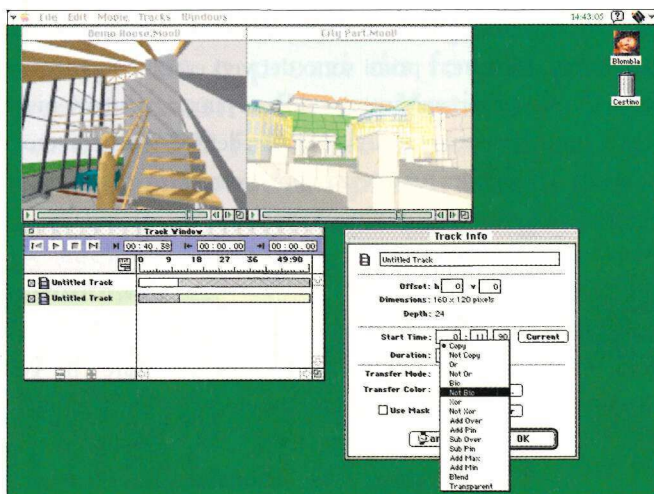 File Edit Movie Tracks Windows 14:43:05
Demo House.MooV City Part.MooV
Blombla
Cestino
Track Window
00:40.38 00:00.00 00:00.00
0 9 18 27 36 49:90
Untitled Track
Untitled Track
Track Info
Untitled Track
Offset: h 0 v 0
Dimensions: 160 x 120 pixels
Depth: 24
Start Time: 0 : 11 . 90 Current
Duration:
Transfer Mode:
Transfer Color:
Use Mask
OK
Copy
Not Copy
Or
Not Or
Bic
Not Bic
Xor
Not Xor
Add Over
Add Pin
Sub Over
Sub Pin
Add Max
Add Min
Blend
Transparent